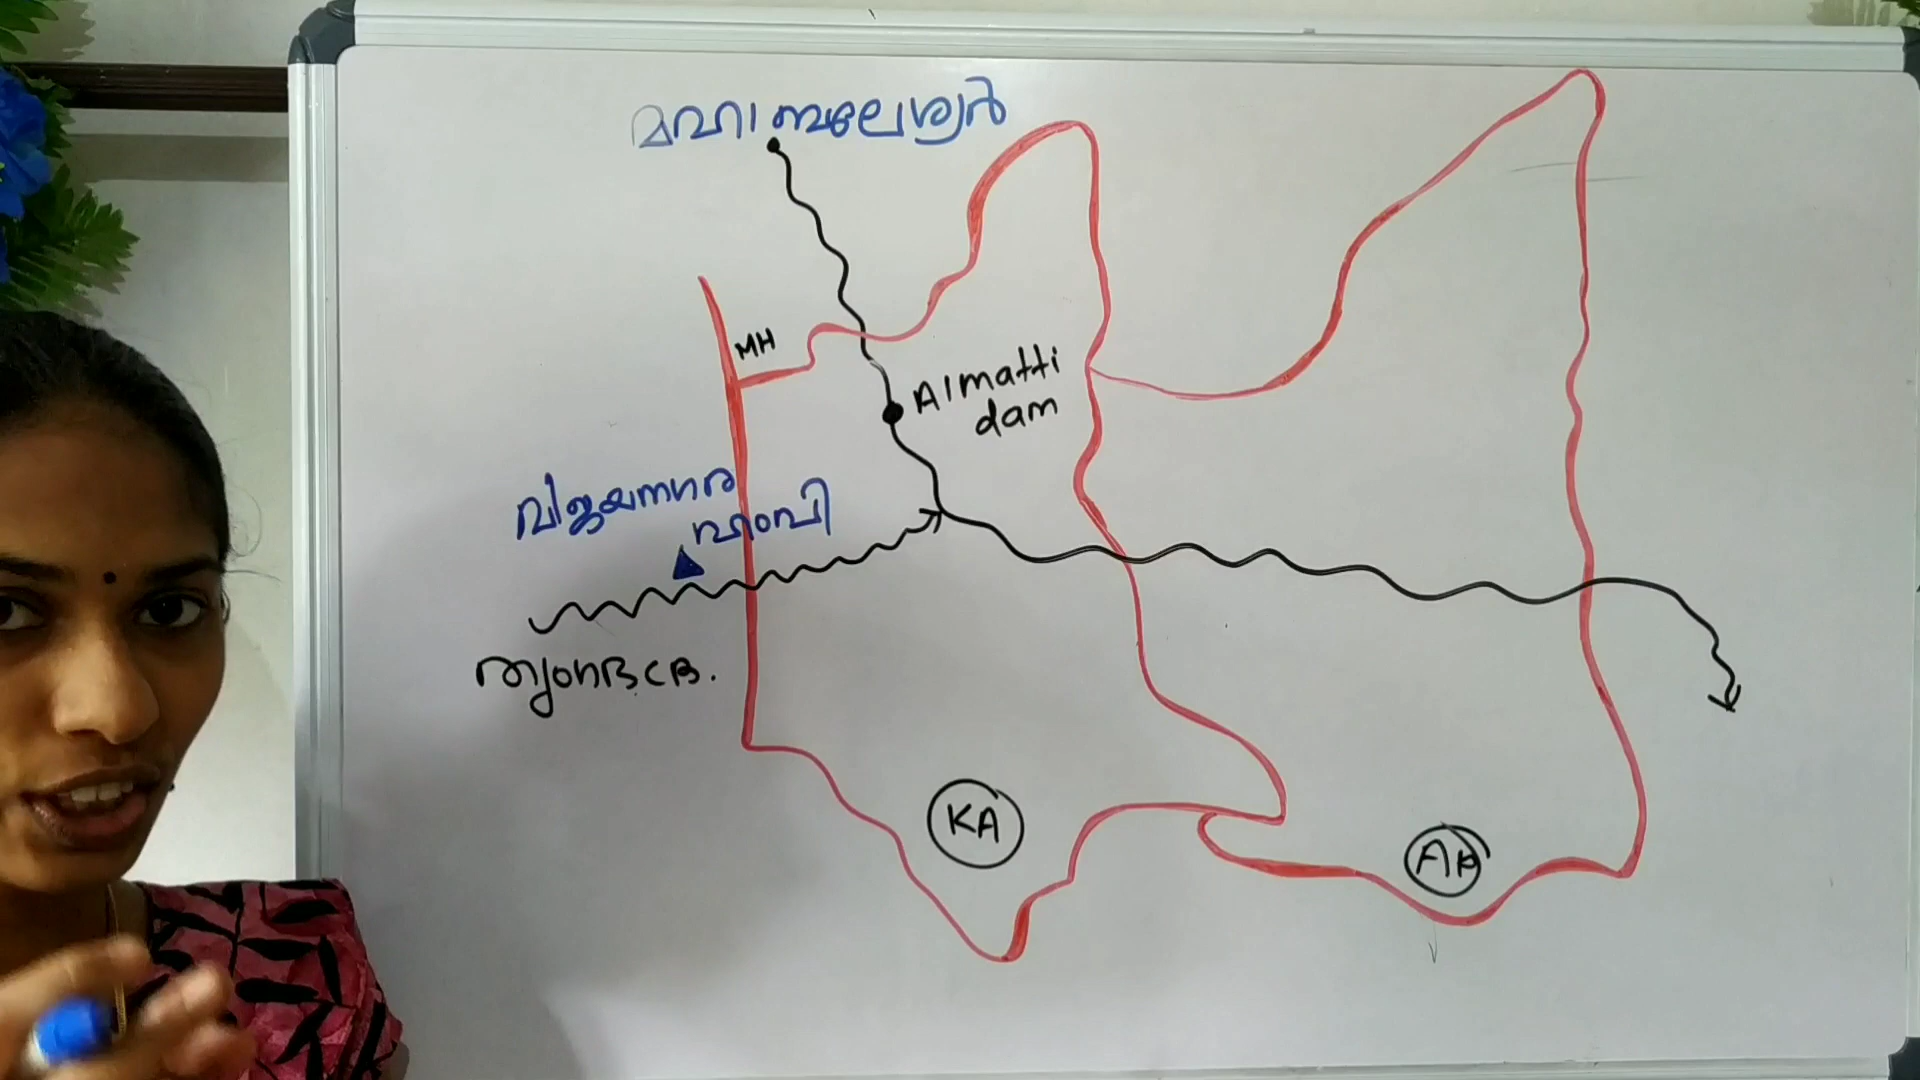 മഹാബലേശ്വർ
MH
Almatti
dam
വിജയനഗര
ഹംപി
തുംഗഭദ്ര.
KA
AP